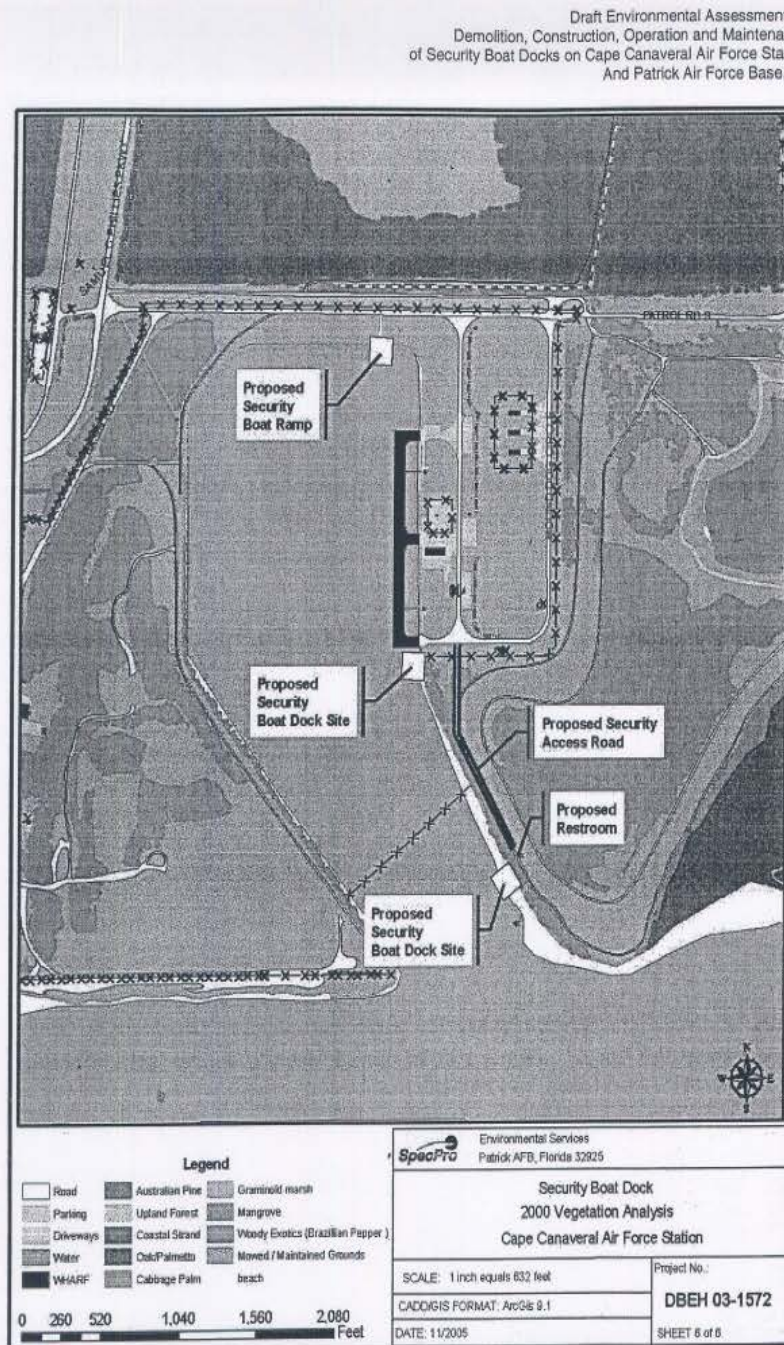 Draft Environmental Assessmen
Demolition, Construction, Operation and Maintena
of Security Boat Docks on Cape Canaveral Air Force Sta
And Patrick Air Force Base
SAMUEL C PHILLIPS PKWY
PATROL RD
Proposed
Security
Boat Ramp
Proposed
Security
Boat Dock Site
Proposed Security
Access Road
Proposed
Restroom
Proposed
Security
Boat Dock Site
N
W E
S
Legend
Road
Parking
Driveways
Water
WHARF
Australian Pine
Upland Forest
Coastal Strand
Oak/Palmetto
Cabbage Palm
Graminoid marsh
Mangrove
Woody Exotics (Brazilian Pepper )
Mowed / Maintained Grounds
beach
0 260 520 1,040 1,560 2,080
Feet
SpecPro
Environmental Services
Patrick AFB, Florida 32925
Security Boat Dock
2000 Vegetation Analysis
Cape Canaveral Air Force Station
SCALE: 1 inch equals 632 feet
CADD/GIS FORMAT: ArcGis 9.1
DATE: 11/2005
Project No.:
DBEH 03-1572
SHEET 6 of 6